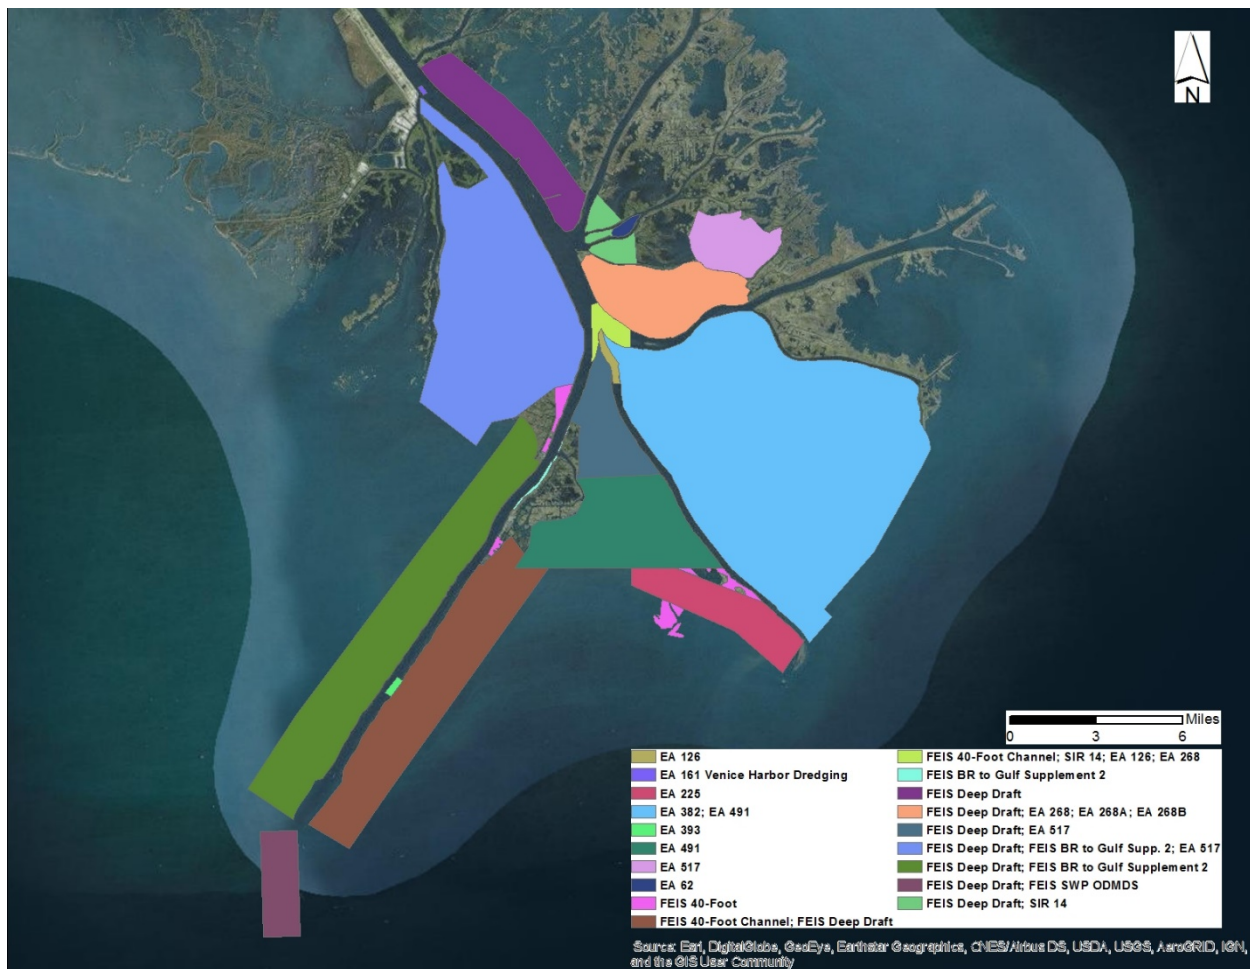 N
Miles
0 3 6
EA 126
EA 161 Venice Harbor Dredging
EA 225
EA 382; EA 491
EA 393
EA 491
EA 517
EA 62
FEIS 40-Foot
FEIS 40-Foot Channel; FEIS Deep Draft
FEIS 40-Foot Channel; SIR 14; EA 126; EA 268
FEIS BR to Gulf Supplement 2
FEIS Deep Draft
FEIS Deep Draft; EA 268; EA 268A; EA 268B
FEIS Deep Draft; EA 517
FEIS Deep Draft; FEIS BR to Gulf Supp. 2; EA 517
FEIS Deep Draft; FEIS BR to Gulf Supplement 2
FEIS Deep Draft; FEIS SWP ODMDS
FEIS Deep Draft; SIR 14
Source: Esri, DigitalGlobe, GeoEye, Earthstar Geographics, CNES/Airbus DS, USDA, USGS, AeroGRID, IGN,
and the GIS User Community